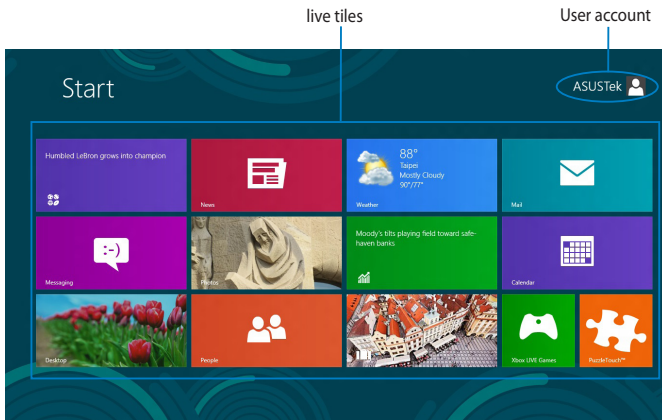 live tiles
User account
Start
ASUSTek
Humbled LeBron grows into champion
News
88°
Taipei
Mostly Cloudy
90°/77°
Weather
Mail
Messaging
Photos
Moody's tilts playing field toward safe-
haven banks
Calendar
Desktop
People
Xbox LIVE Games
PuzzleTouch™